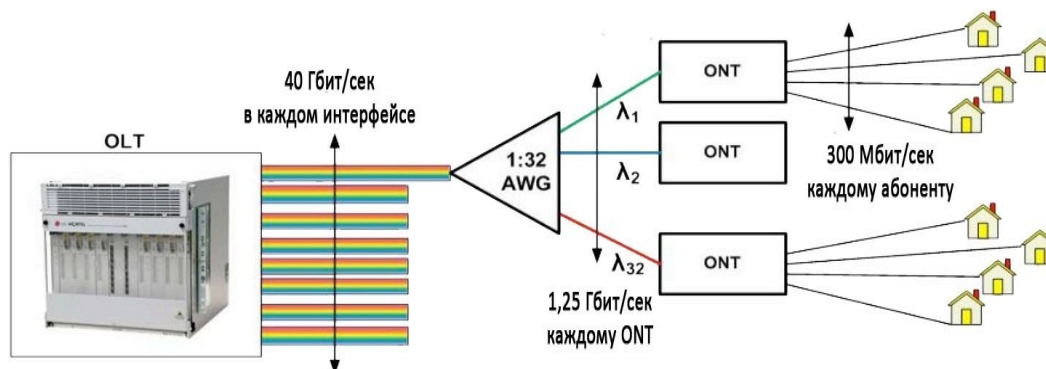 40 Гбит/сек
в каждом интерфейсе
OLT
1:32
AWG
λ1
λ2
λ32
ONT
ONT
ONT
300 Мбит/сек
каждому абоненту
1,25 Гбит/сек
каждому ONT